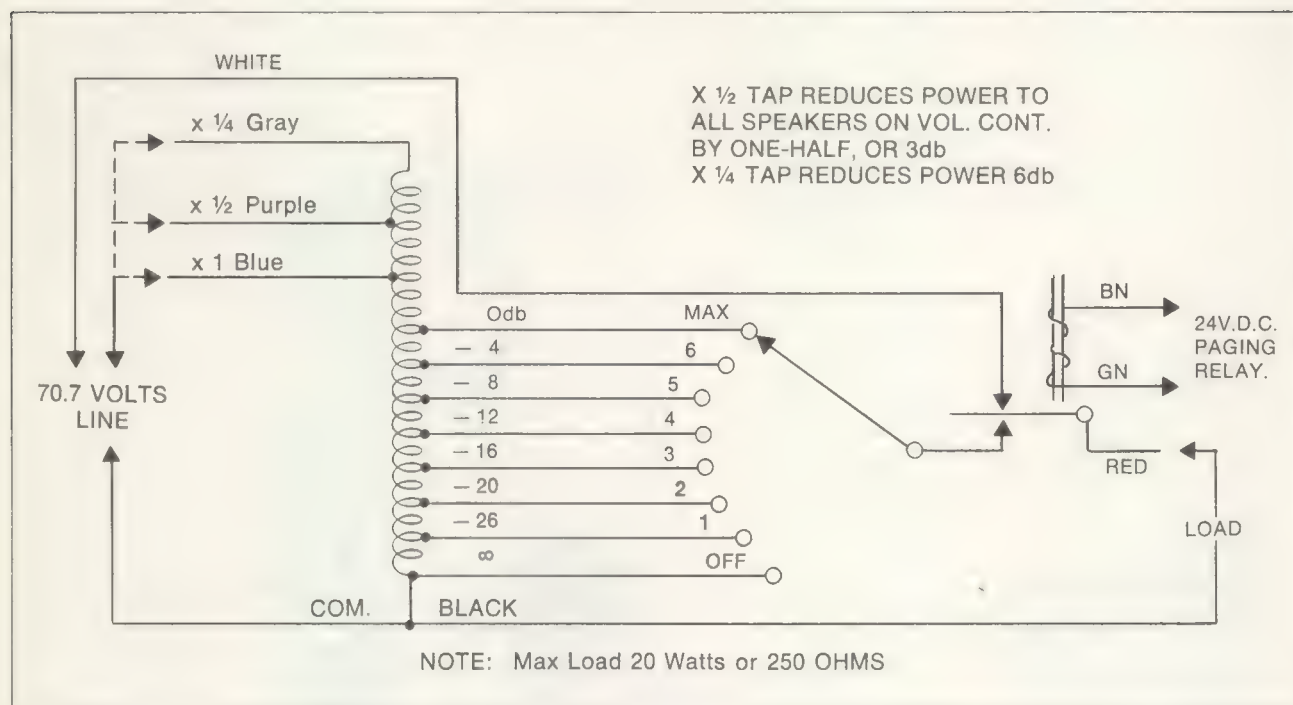 WHITE
x ¼ Gray
x ½ Purple
x 1 Blue
70.7 VOLTS
LINE
X ½ TAP REDUCES POWER TO
ALL SPEAKERS ON VOL. CONT.
BY ONE-HALF, OR 3db
X ¼ TAP REDUCES POWER 6db
0db MAX
– 4 6
– 8 5
– 12 4
– 16 3
– 20 2
– 26 1
∞ OFF
BN
GN
24V.D.C.
PAGING
RELAY.
RED
LOAD
COM. BLACK
NOTE: Max Load 20 Watts or 250 OHMS